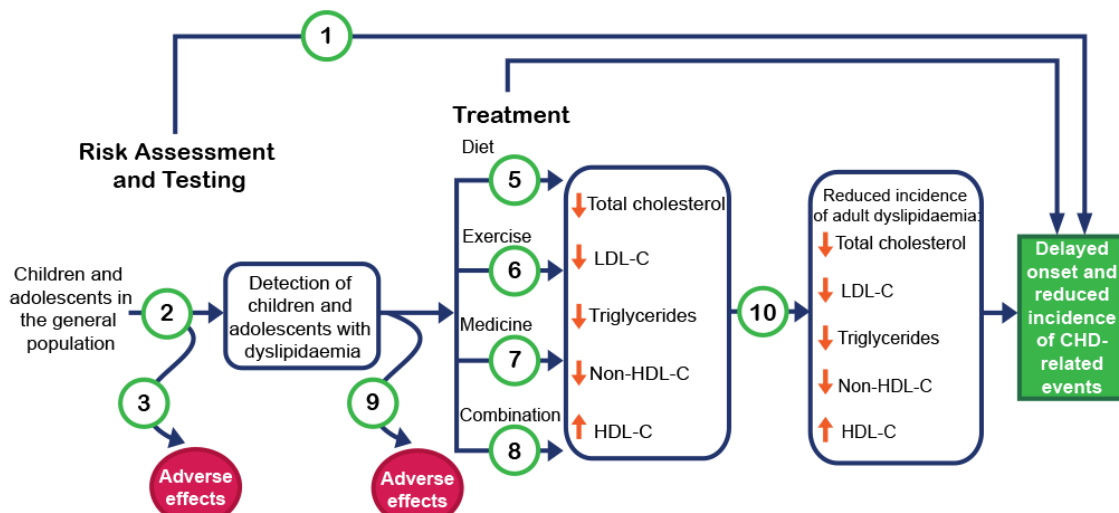 1
Risk Assessment
and Testing
Treatment
Children and
adolescents in
the general
population
2
3
Adverse
effects
Detection of
children and
adolescents with
dyslipidaemia
9
Adverse
effects
Diet
5
Exercise
6
Medicine
7
Combination
8
Total cholesterol
LDL-C
Triglycerides
Non-HDL-C
HDL-C
10
Reduced incidence
of adult dyslipidaemia:
Total cholesterol
LDL-C
Triglycerides
Non-HDL-C
HDL-C
Delayed
onset and
reduced
incidence
of CHD-
related
events